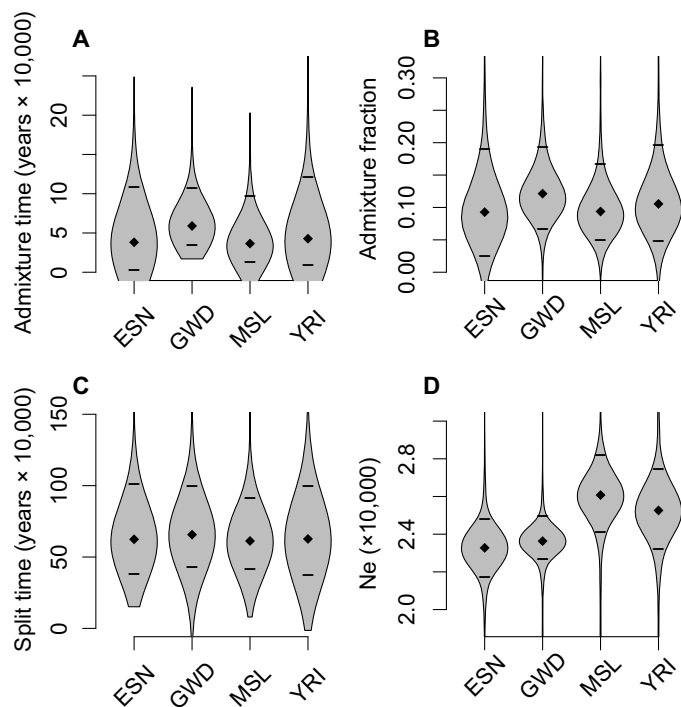 A
Admixture time (years × 10,000)
20
10
5
0
ESN GWD MSL YRI
B
Admixture fraction
0.30
0.20
0.10
0.00
ESN GWD MSL YRI
C
Split time (years × 10,000)
150
100
50
0
ESN GWD MSL YRI
D
Ne (×10,000)
2.8
2.4
2.0
ESN GWD MSL YRI